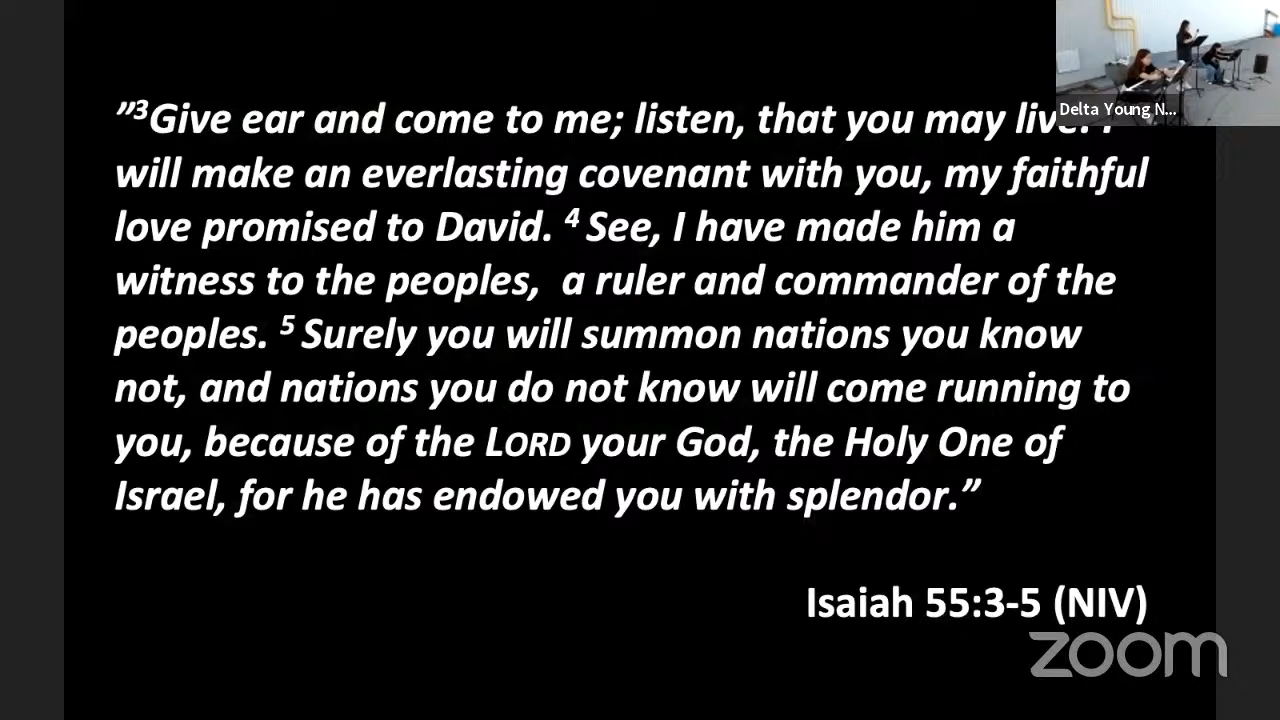 ”³Give ear and come to me; listen, that you may live. I
will make an everlasting covenant with you, my faithful
love promised to David. ⁴ See, I have made him a
witness to the peoples,  a ruler and commander of the
peoples. ⁵ Surely you will summon nations you know
not, and nations you do not know will come running to
you, because of the LORD your God, the Holy One of
Israel, for he has endowed you with splendor.”
Isaiah 55:3-5 (NIV)
Delta Young N...
zoom